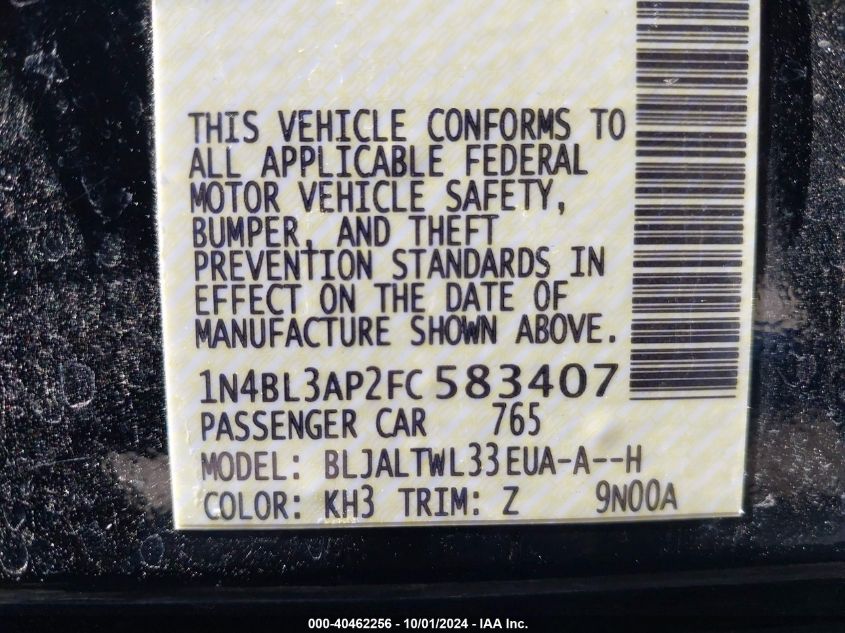 THIS VEHICLE CONFORMS TO
ALL APPLICABLE FEDERAL
MOTOR VEHICLE SAFETY,
BUMPER, AND THEFT
PREVENTION STANDARDS IN
EFFECT ON THE DATE OF
MANUFACTURE SHOWN ABOVE.
1N4BL3AP2FC 583407
PASSENGER CAR 765
MODEL: BLJALTWL33EUA-A--H
COLOR: KH3 TRIM: Z 9N00A
000-40462256 - 10/01/2024 - IAA Inc.